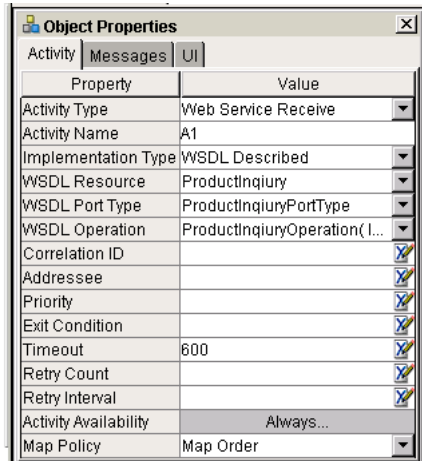 Object Properties
Activity Messages UI
Property Value
Activity Type Web Service Receive
Activity Name A1
Implementation Type WSDL Described
WSDL Resource ProductInqiury
WSDL Port Type ProductInqiuryPortType
WSDL Operation ProductInqiuryOperation( I...
Correlation ID
Addressee
Priority
Exit Condition
Timeout 600
Retry Count
Retry Interval
Activity Availability Always...
Map Policy Map Order